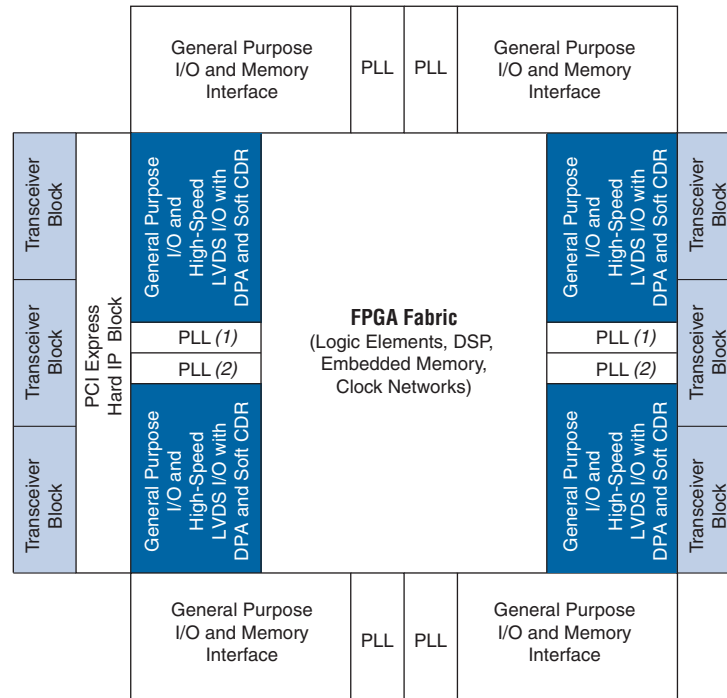 General Purpose
I/O and Memory
Interface
PLL
PLL
General Purpose
I/O and Memory
Interface
Transceiver
Block
Transceiver
Block
Transceiver
Block
PCI Express
Hard IP Block
General Purpose
I/O and
High-Speed
LVDS I/O with
DPA and Soft CDR
PLL (1)
PLL (2)
General Purpose
I/O and
High-Speed
LVDS I/O with
DPA and Soft CDR
FPGA Fabric
(Logic Elements, DSP,
Embedded Memory,
Clock Networks)
General Purpose
I/O and
High-Speed
LVDS I/O with
DPA and Soft CDR
PLL (1)
PLL (2)
General Purpose
I/O and
High-Speed
LVDS I/O with
DPA and Soft CDR
Transceiver
Block
Transceiver
Block
Transceiver
Block
General Purpose
I/O and Memory
Interface
PLL
PLL
General Purpose
I/O and Memory
Interface